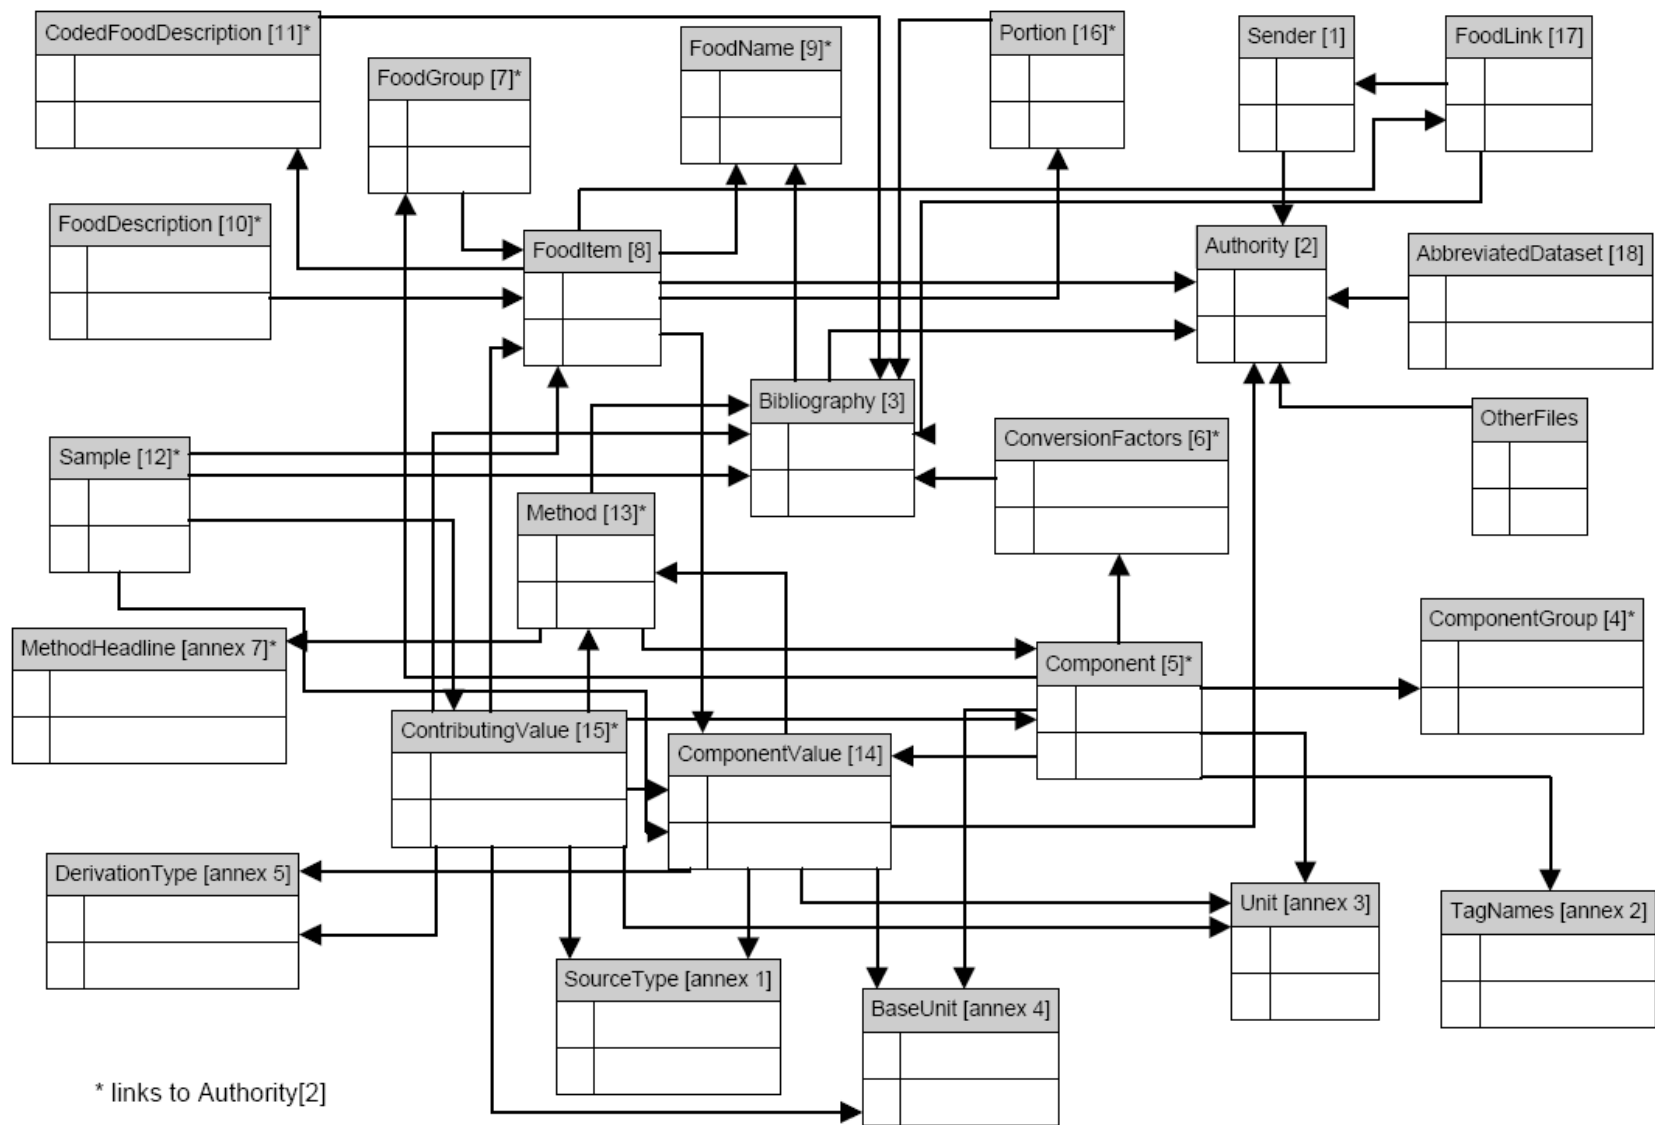 CodedFoodDescription [11]*
FoodGroup [7]*
FoodName [9]*
Portion [16]*
Sender [1]
FoodLink [17]
FoodDescription [10]*
FoodItem [8]
Authority [2]
AbbreviatedDataset [18]
Bibliography [3]
OtherFiles
Sample [12]*
ConversionFactors [6]*
Method [13]*
MethodHeadline [annex 7]*
Component [5]*
ComponentGroup [4]*
ContributingValue [15]*
ComponentValue [14]
DerivationType [annex 5]
Unit [annex 3]
TagNames [annex 2]
SourceType [annex 1]
BaseUnit [annex 4]
* links to Authority[2]